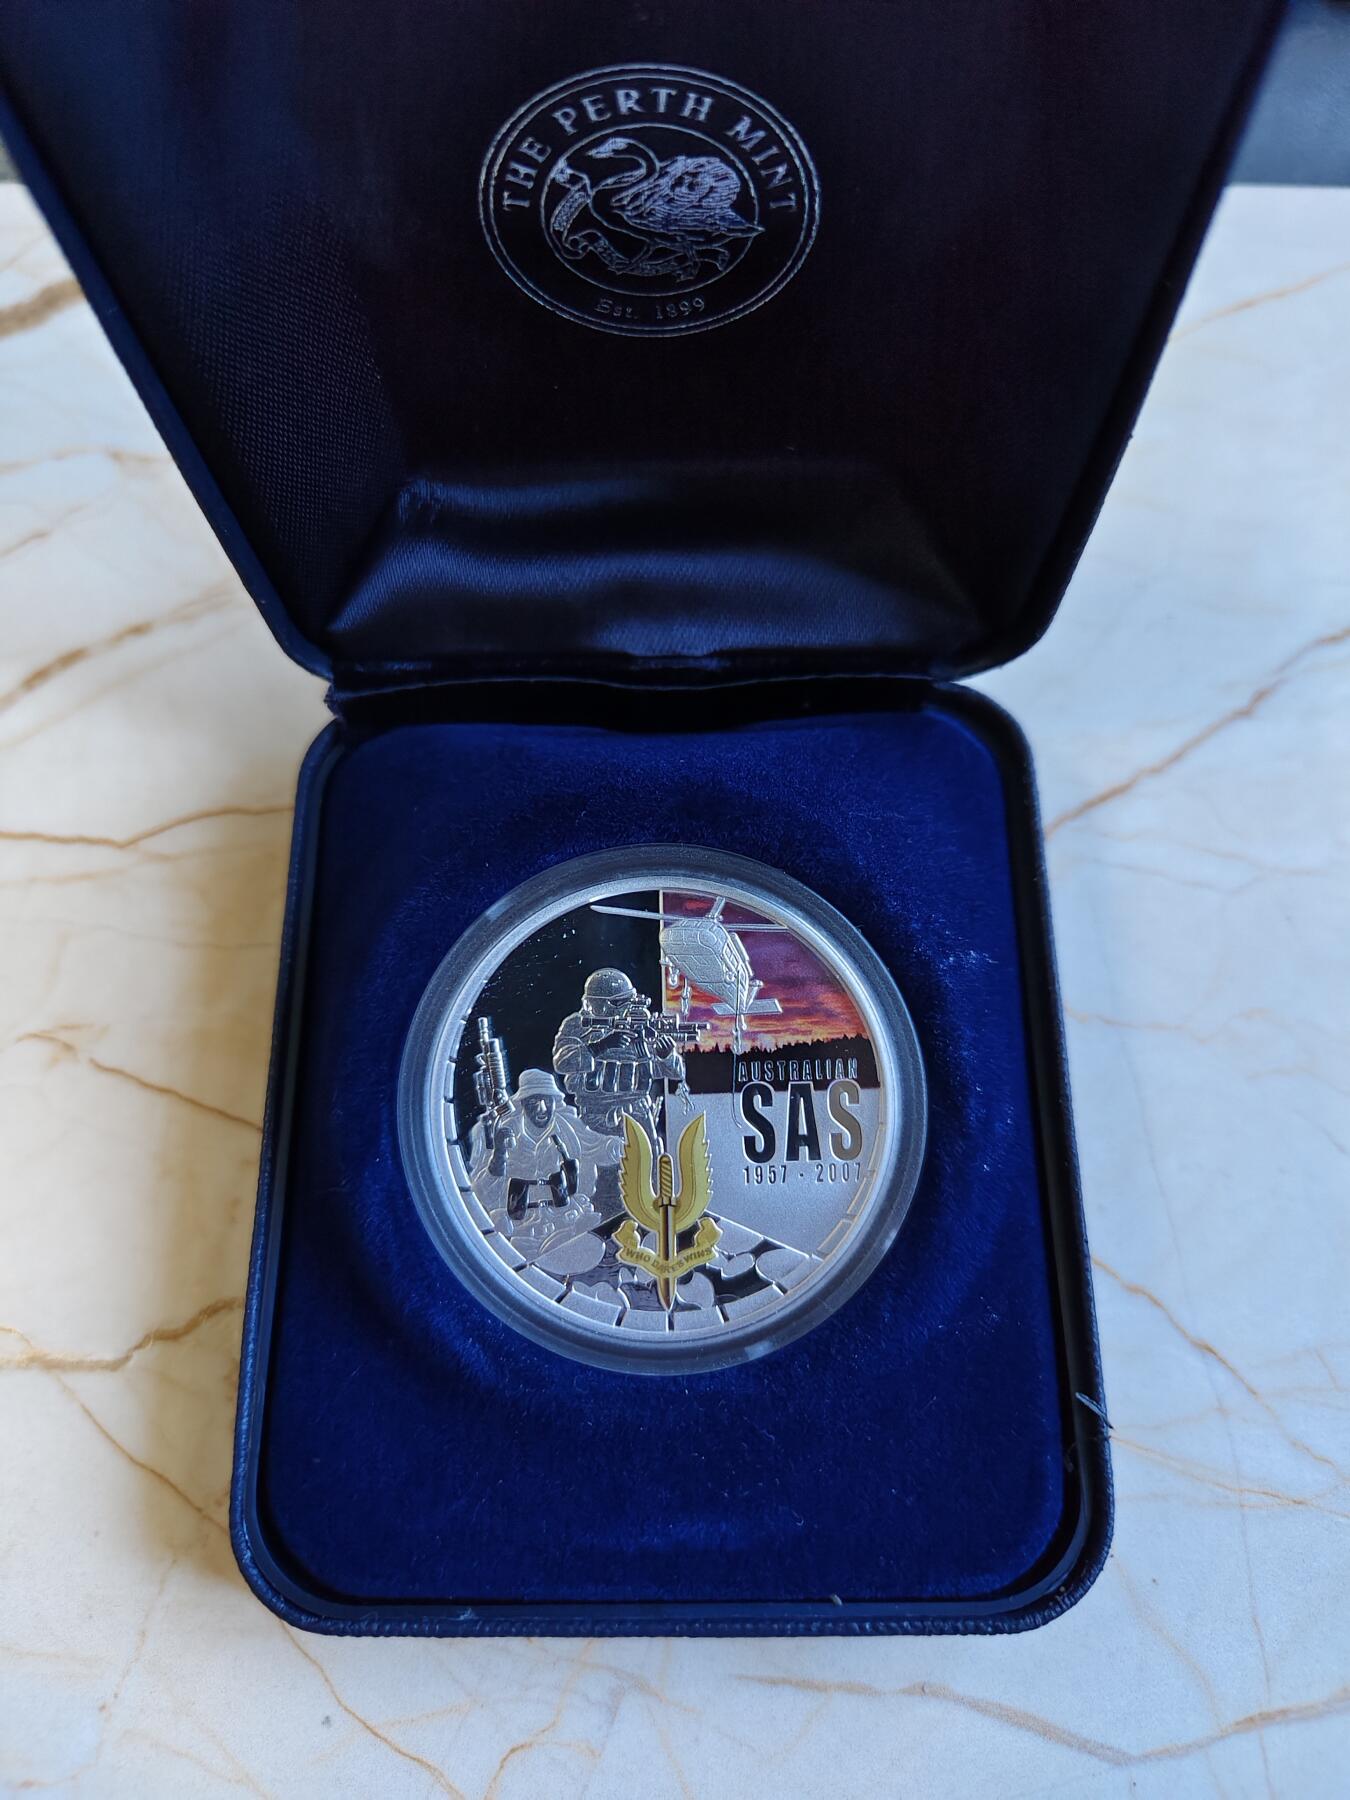 THE PERTH MINT
Est. 1899
AUSTRALIAN
SAS
1957 - 2007
WHO DARES WINS